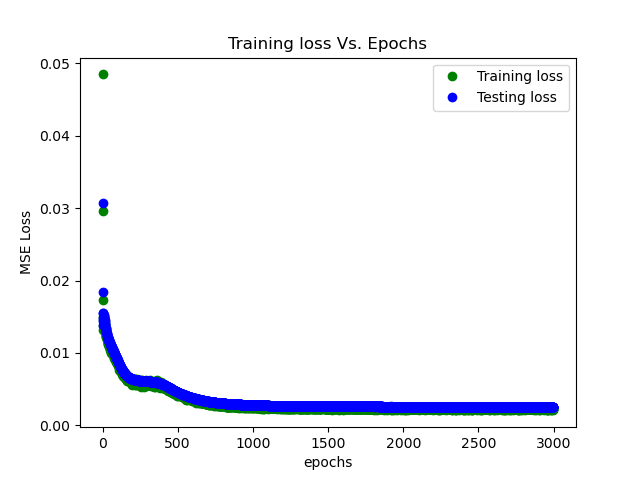 Training loss Vs. Epochs
Training loss
Testing loss
MSE Loss
0.05
0.04
0.03
0.02
0.01
0.00
0 500 1000 1500 2000 2500 3000
epochs